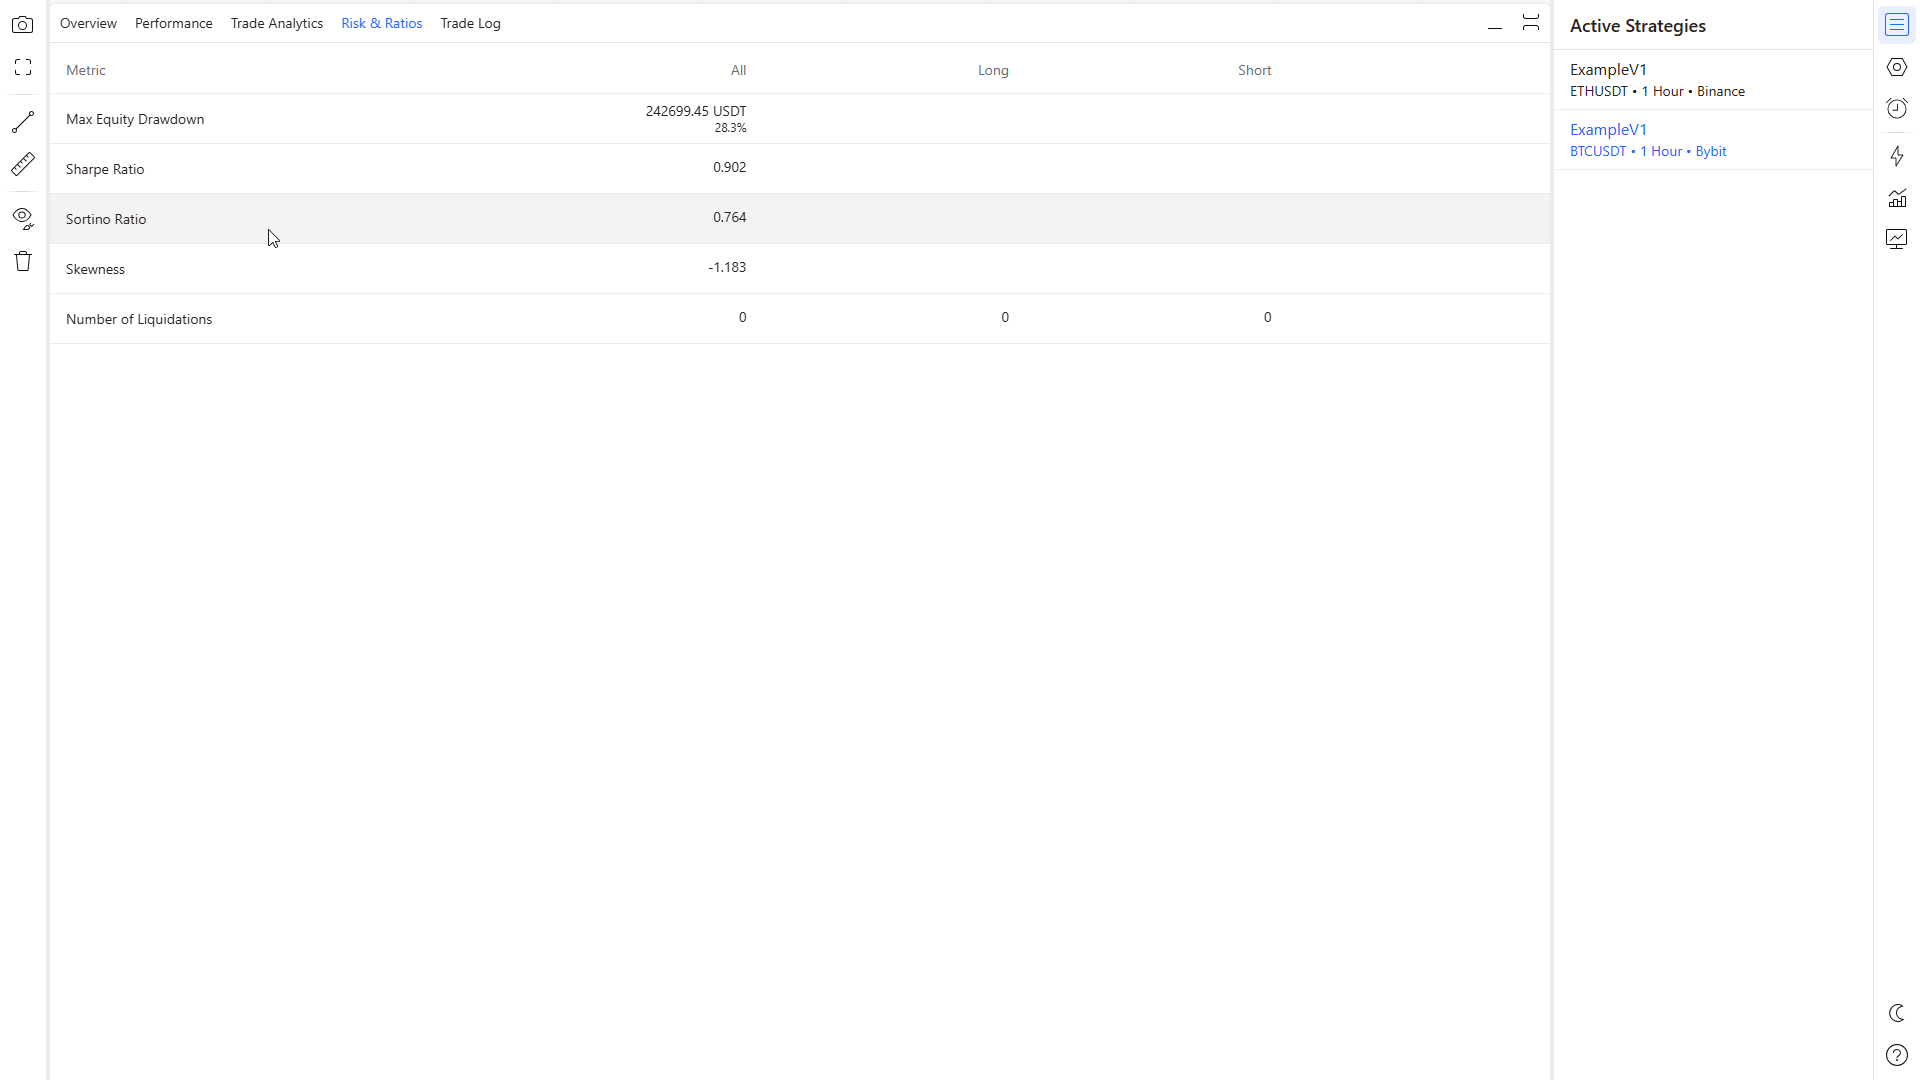 Overview Performance Trade Analytics Risk & Ratios Trade Log
Metric All Long Short
Max Equity Drawdown 242699.45 USDT
28.3%
Sharpe Ratio 0.902
Sortino Ratio 0.764
Skewness -1.183
Number of Liquidations 0 0 0
Active Strategies
ExampleV1
ETHUSDT • 1 Hour • Binance
ExampleV1
BTCUSDT • 1 Hour • Bybit